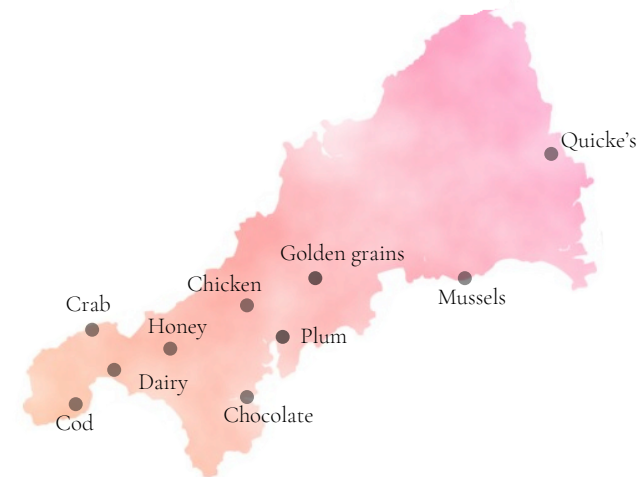 Quicke's
Golden grains
Chicken
Mussels
Crab
Honey
Plum
Dairy
Chocolate
Cod